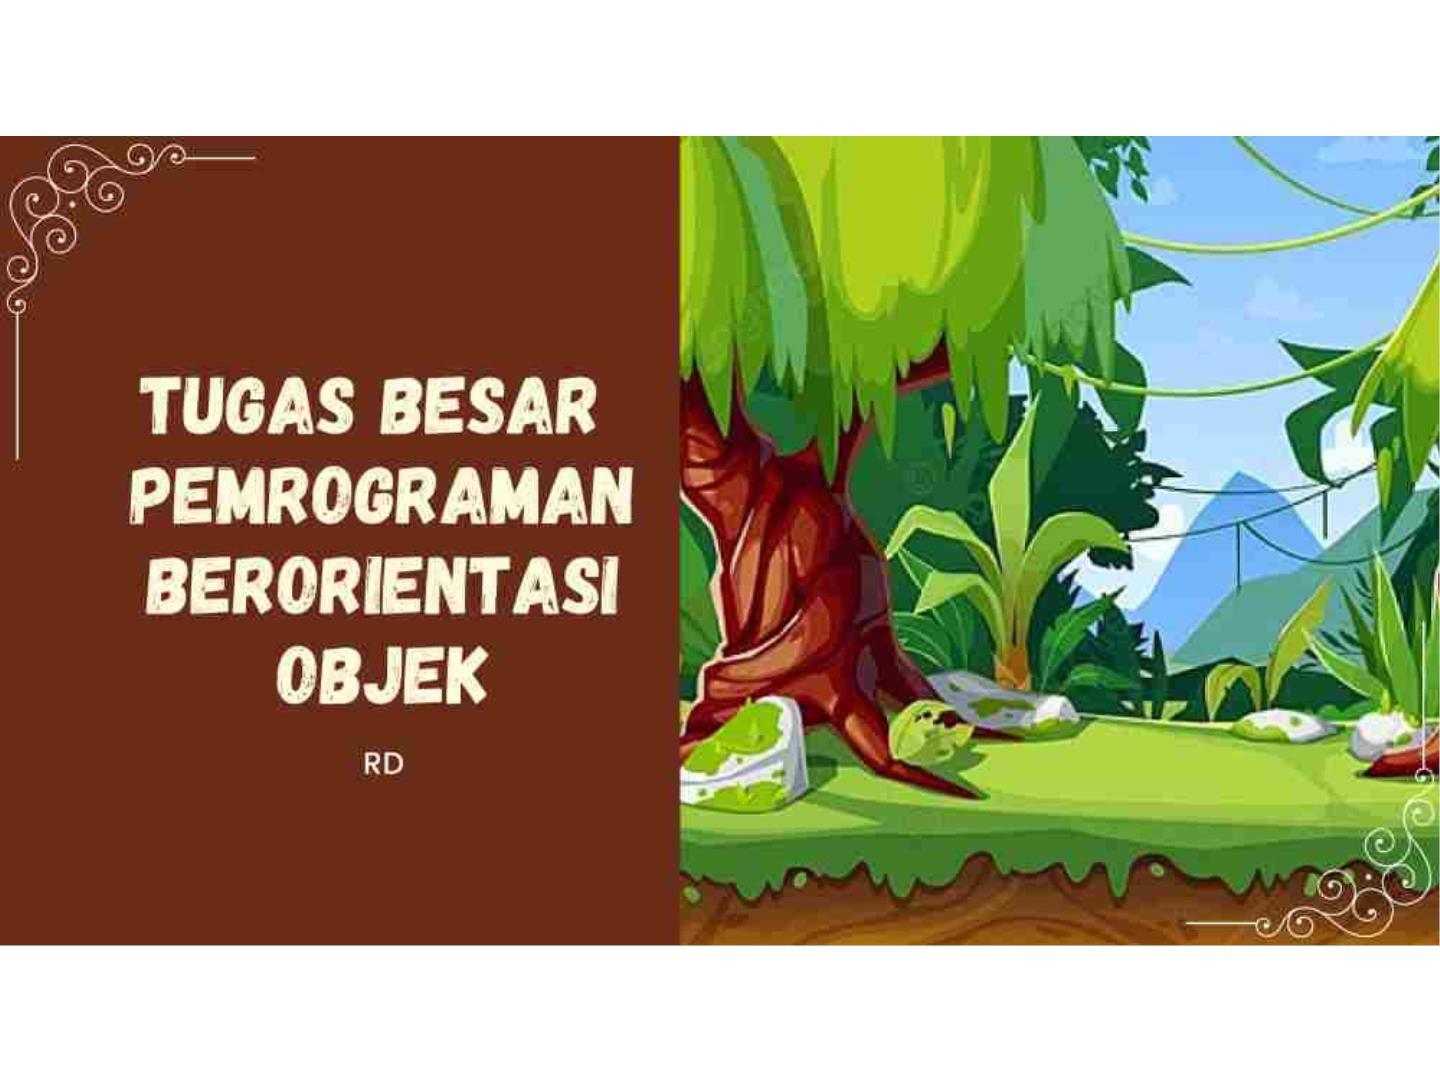 TUGAS BESAR
PEMROGRAMAN
BERORIENTASI
OBJEK
RD